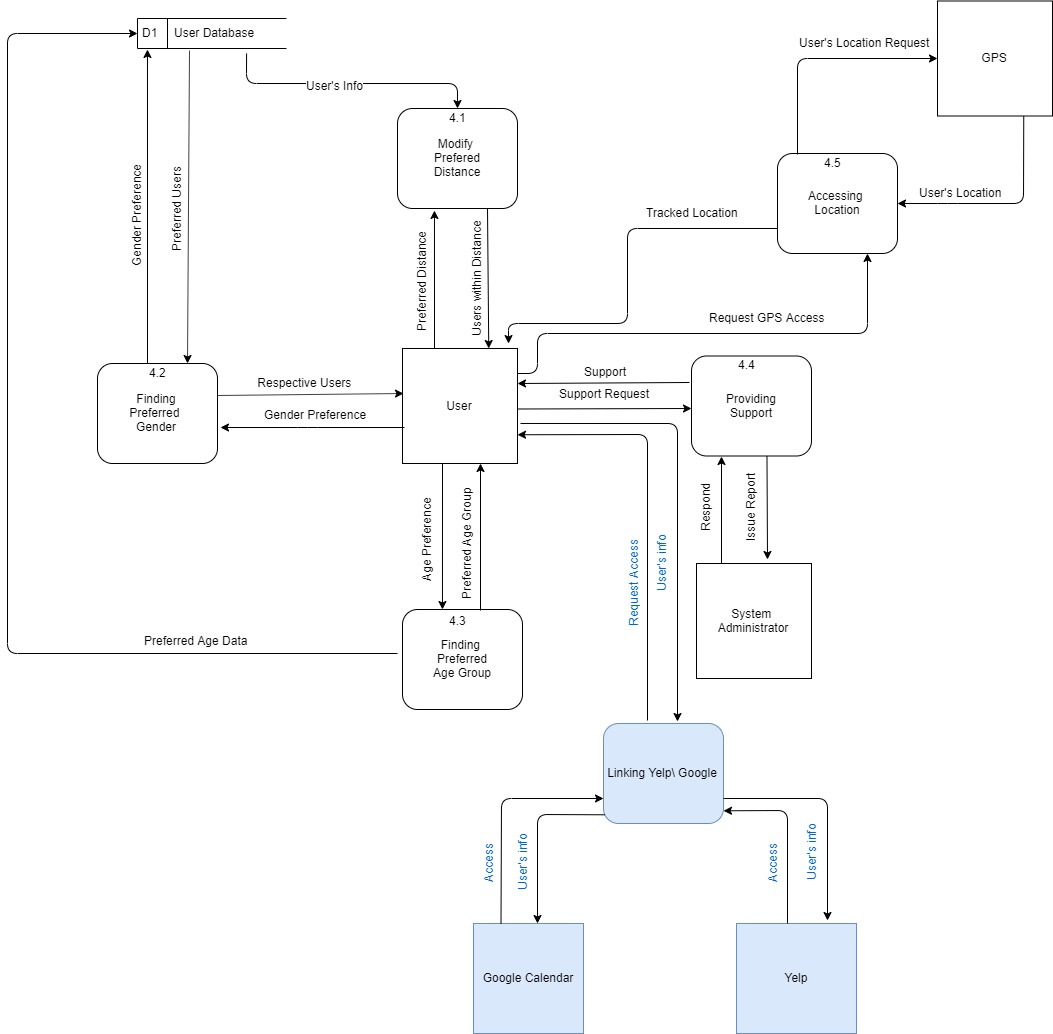 D1 User Database
User's Info
User's Location Request
GPS
4.1
Modify
Prefered
Distance
4.5
Accessing
Location
User's Location
Gender Preference
Preferred Users
Tracked Location
Preferred Distance
Users within Distance
Request GPS Access
4.2
Finding
Preferred
Gender
Respective Users
Gender Preference
User
Support
Support Request
4.4
Providing
Support
Age Preference
Preferred Age Group
Respond
Issue Report
Request Access
User's info
4.3
Finding
Preferred
Age Group
System
Administrator
Preferred Age Data
Linking Yelp\ Google
Access
User's info
Access
User's info
Google Calendar
Yelp